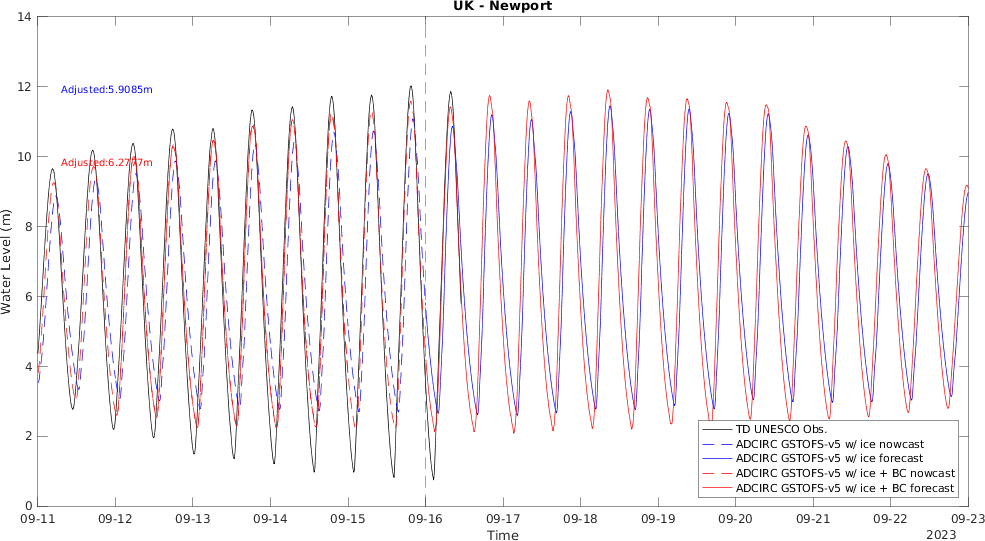 UK - Newport
14
12
10
8
6
4
2
0
Water Level (m)
Adjusted:5.9085m
Adjusted:6.2777m
TD UNESCO Obs.
ADCIRC GSTOFS-v5 w/ ice nowcast
ADCIRC GSTOFS-v5 w/ ice forecast
ADCIRC GSTOFS-v5 w/ ice + BC nowcast
ADCIRC GSTOFS-v5 w/ ice + BC forecast
09-11 09-12 09-13 09-14 09-15 09-16 09-17 09-18 09-19 09-20 09-21 09-22 09-23
Time
2023